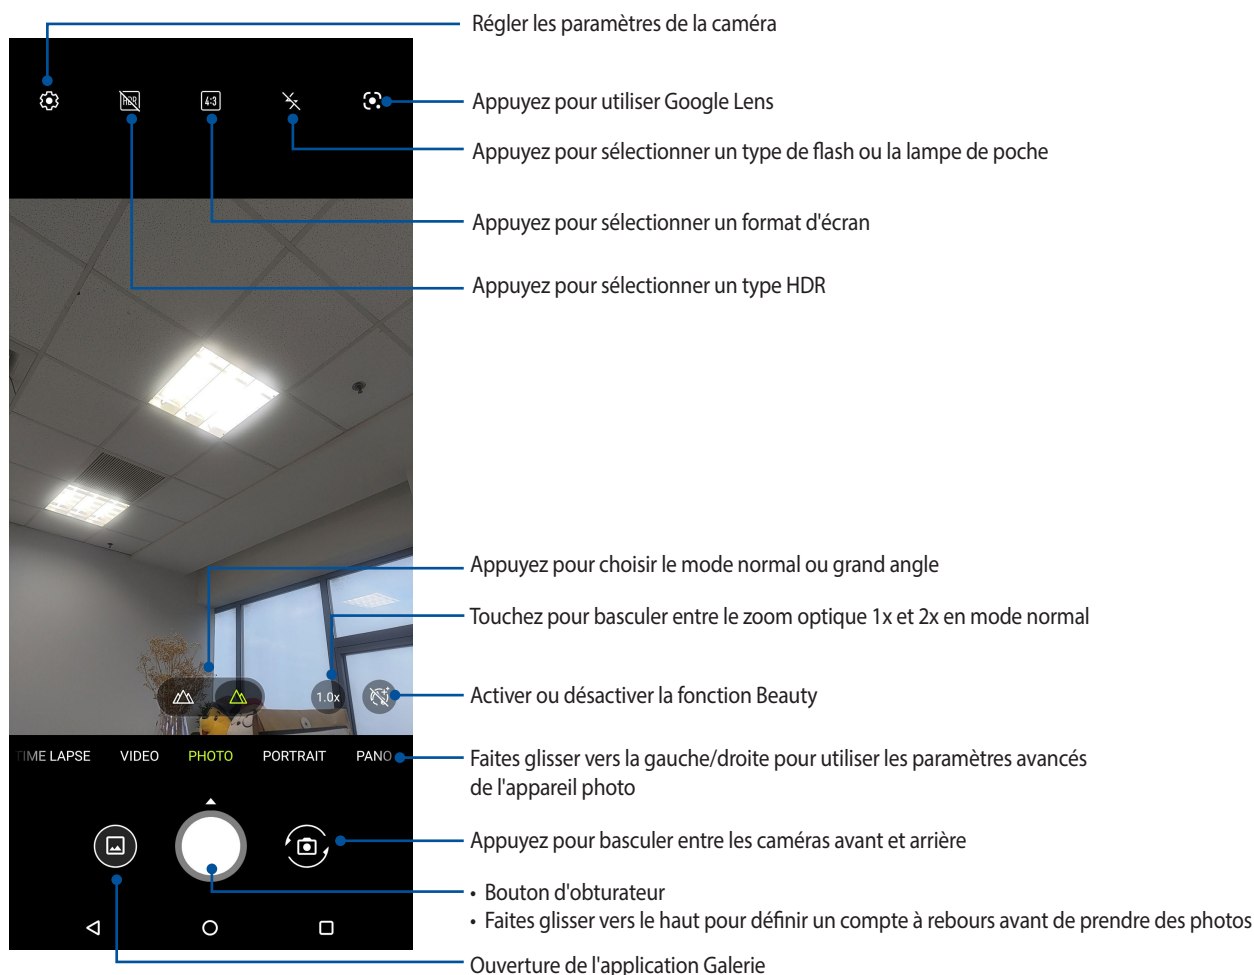 Régler les paramètres de la caméra
HDR
4:3
Appuyez pour utiliser Google Lens
Appuyez pour sélectionner un type de flash ou la lampe de poche
Appuyez pour sélectionner un format d'écran
Appuyez pour sélectionner un type HDR
Appuyez pour choisir le mode normal ou grand angle
Touchez pour basculer entre le zoom optique 1x et 2x en mode normal
1.0x
Activer ou désactiver la fonction Beauty
TIME LAPSE VIDEO PHOTO PORTRAIT PANO
Faites glisser vers la gauche/droite pour utiliser les paramètres avancés
de l'appareil photo
Appuyez pour basculer entre les caméras avant et arrière
• Bouton d'obturateur
• Faites glisser vers le haut pour définir un compte à rebours avant de prendre des photos
Ouverture de l'application Galerie